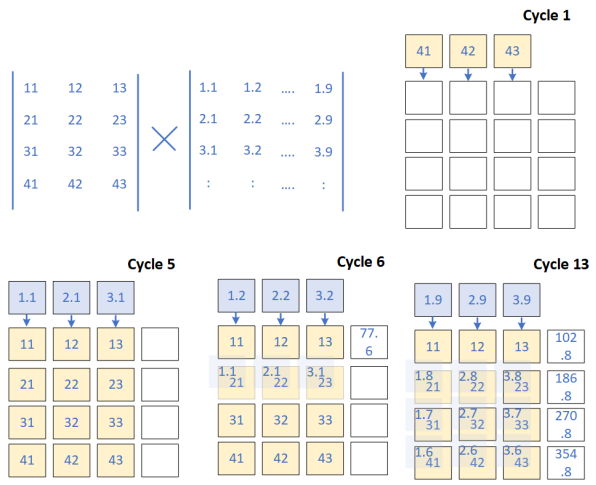 Cycle 1
41 42 43
11 12 13
21 22 23
31 32 33
41 42 43
1.1 1.2 .... 1.9
2.1 2.2 .... 2.9
3.1 3.2 .... 3.9
: : .... :
Cycle 5
1.1 2.1 3.1
11 12 13
21 22 23
31 32 33
41 42 43
Cycle 6
1.2 2.2 3.2
11 12 13 77.
6
1.1 2.1 3.1
21 22 23
31 32 33
41 42 43
Cycle 13
1.9 2.9 3.9
11 12 13 102
.8
1.8 2.8 3.8
21 22 23 186
.8
1.7 2.7 3.7
31 32 33 270
.8
1.6 2.6 3.6
41 42 43 354
.8